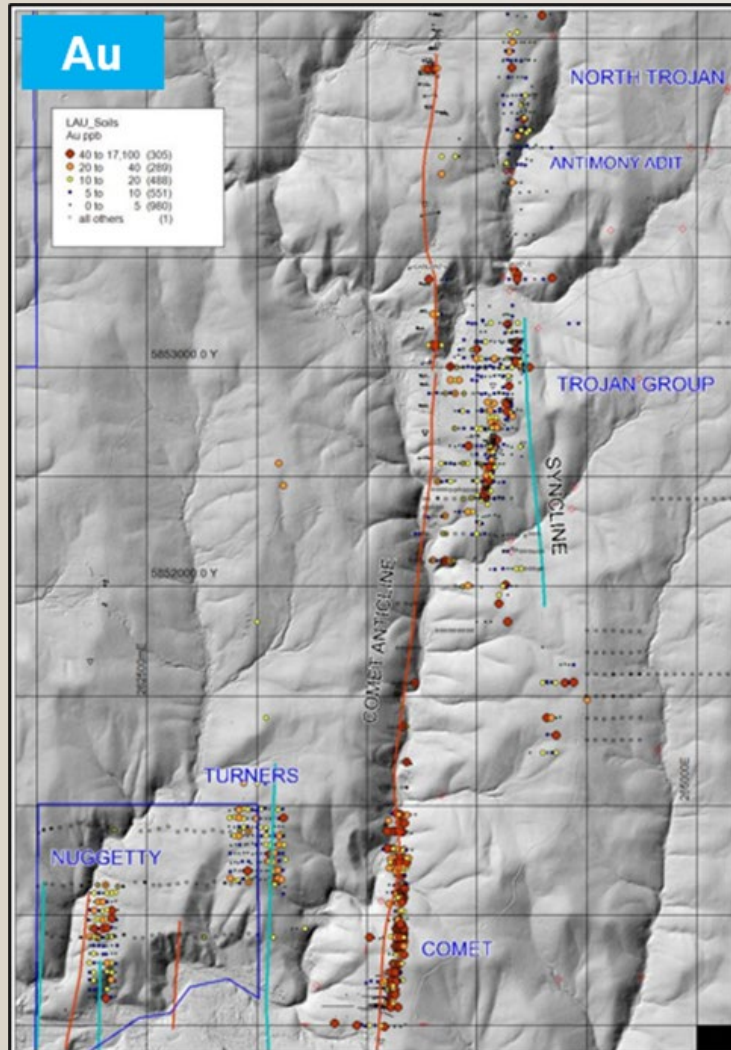 Au
LAU_Soils
Au ppb
40 to 17,100 (305)
20 to 40 (289)
10 to 20 (488)
5 to 10 (551)
0 to 5 (980)
all others (1)
NORTH TROJAN
ANTIMONY ADIT
5853000.0 Y
TROJAN GROUP
SYNCLINE
5852000.0 Y
COMET ANTICLINE
262500mE
265000mE
TURNERS
NUGGETTY
COMET